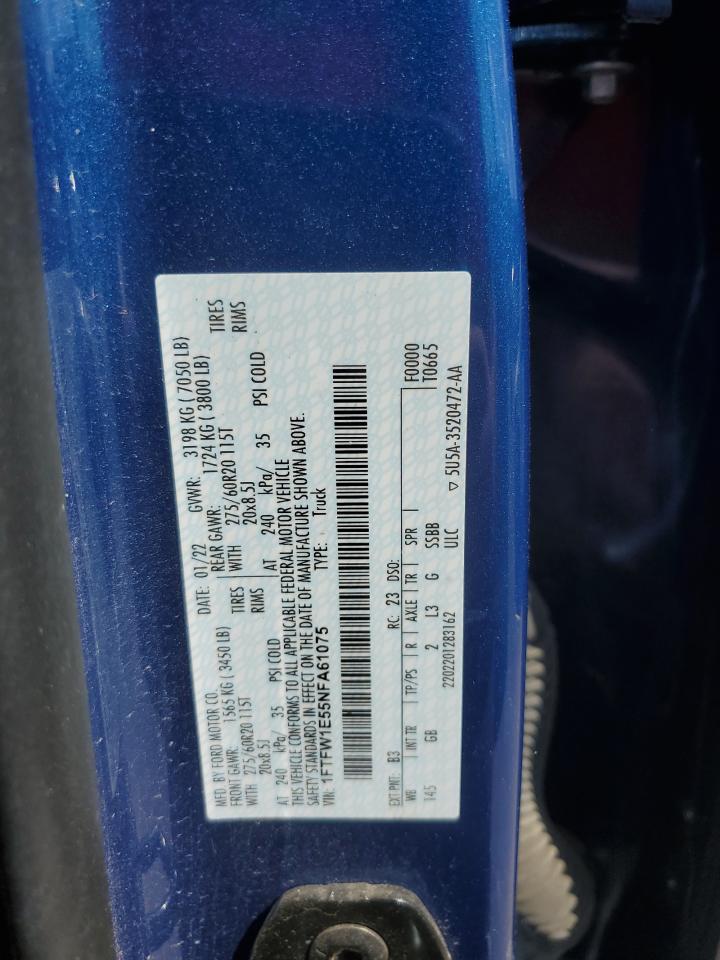 MFD. BY FORD MOTOR CO. DATE: 01/22 GVWR: 3198 KG ( 7050 LB)
FRONT GAWR: 1565 KG ( 3450 LB) REAR GAWR: 1724 KG ( 3800 LB)
WITH 275/60R20 115T TIRES WITH 275/60R20 115T TIRES
20x8.5J RIMS 20x8.5J RIMS
AT 240 kPa/ 35 PSI COLD AT 240 kPa/ 35 PSI COLD
THIS VEHICLE CONFORMS TO ALL APPLICABLE FEDERAL MOTOR VEHICLE
SAFETY STANDARDS IN EFFECT ON THE DATE OF MANUFACTURE SHOWN ABOVE.
VIN: 1FTFW1E55NFA61075 TYPE: Truck
EXT PNT: B3 RC: 23 DSO: F0000
WB INT TR TP/PS R AXLE TR SPR T0665
145 GB 2 L3 G SSBB
2202201283162 ULC ▽ 5U5A-3520472-AA